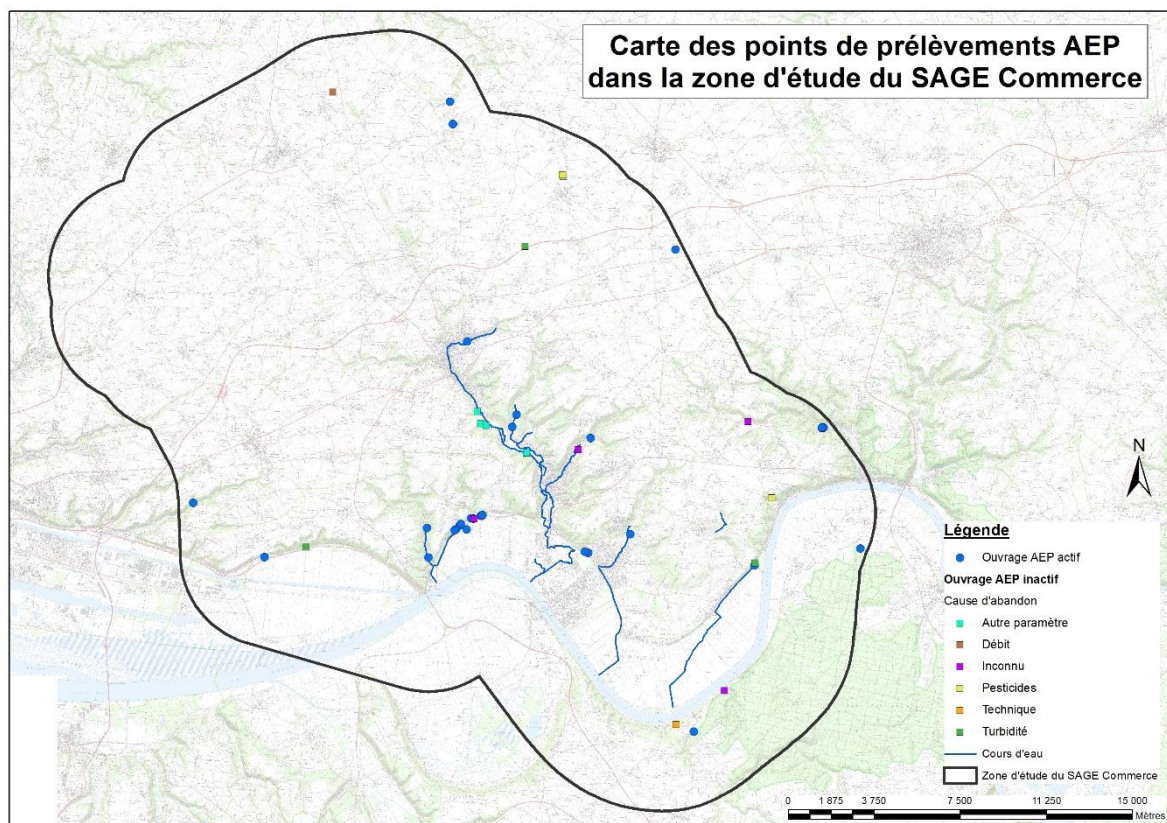 Carte des points de prélèvements AEP
dans la zone d'étude du SAGE Commerce
N
Légende
Ouvrage AEP actif
Ouvrage AEP inactif
Cause d'abandon
Autre paramètre
Débit
Inconnu
Pesticides
Technique
Turbidité
Cours d'eau
Zone d'étude du SAGE Commerce
0 1 875 3 750 7 500 11 250 15 000
Mètres